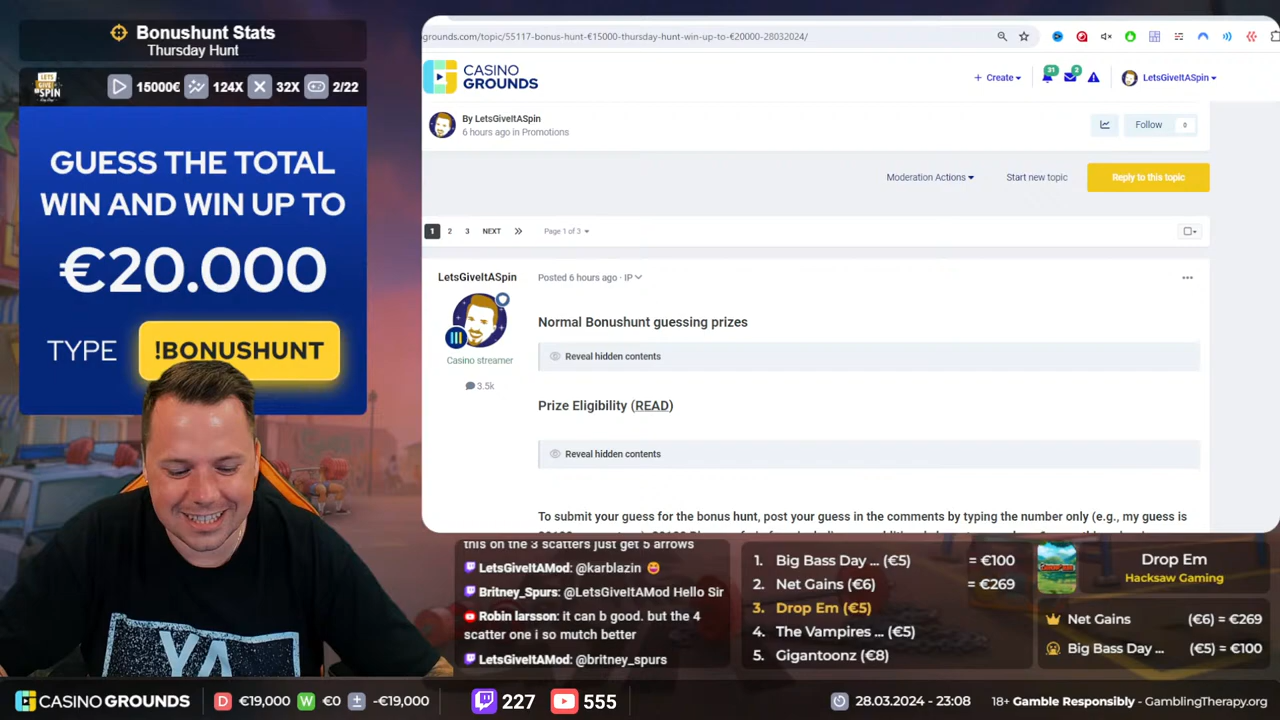 Bonushunt Stats
Thursday Hunt
LETS GIVE IT A SPIN
15000€ 124X 32X 2/22
GUESS THE TOTAL
WIN AND WIN UP TO
€20.000
TYPE !BONUSHUNT
grounds.com/topic/55117-bonus-hunt-€15000-thursday-hunt-win-up-to-€20000-28032024/
CASINO
GROUNDS
+ Create
31
2
LetsGiveItASpin
By LetsGiveItASpin
6 hours ago in Promotions
Follow 0
Moderation Actions Start new topic Reply to this topic
1 2 3 NEXT Page 1 of 3
LetsGiveItASpin
Casino streamer
3.5k
Posted 6 hours ago · IP
Normal Bonushunt guessing prizes
Reveal hidden contents
Prize Eligibility (READ)
Reveal hidden contents
To submit your guess for the bonus hunt, post your guess in the comments by typing the number only (e.g., my guess is
this on the 3 scatters just get 5 arrows
LetsGiveItAMod: @karblazin
Britney_Spurs: @LetsGiveItAMod Hello Sir
Robin larsson: it can b good. but the 4
scatter one i so mutch better
LetsGiveItAMod: @britney_spurs
1. Big Bass Day ... (€5) = €100
2. Net Gains (€6) = €269
3. Drop Em (€5)
4. The Vampires ... (€5)
5. Gigantoonz (€8)
Drop Em
Hacksaw Gaming
Net Gains (€6) = €269
Big Bass Day ... (€5) = €100
YA
CASINO GROUNDS D €19,000 W €0 ± -€19,000 227 555 28.03.2024 - 23:08 18+ Gamble Responsibly - GamblingTherapy.org